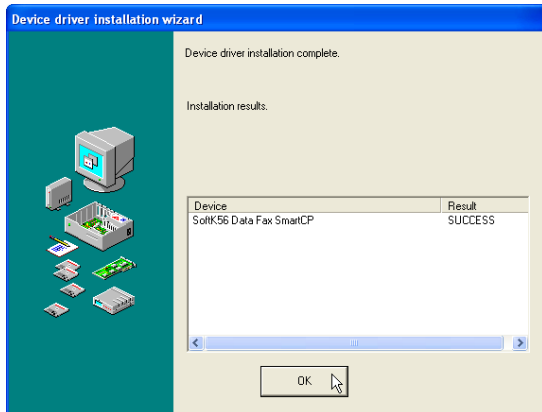 Device driver installation wizard
Device driver installation complete.
Installation results.
Device Result
SoftK56 Data Fax SmartCP SUCCESS
OK